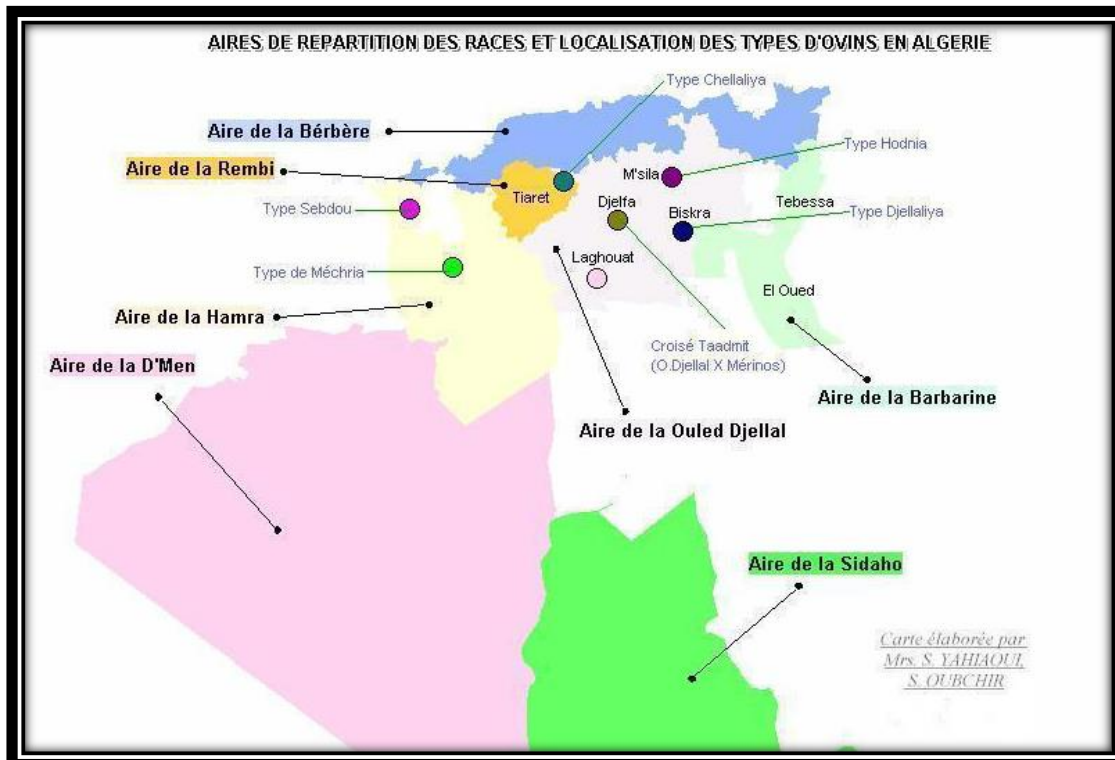 AIRES DE REPARTITION DES RACES ET LOCALISATION DES TYPES D'OVINS EN ALGERIE
Type Chellaliya
Aire de la Bérbère
Type Hodnia
Aire de la Rembi
M'sila
Tiaret
Djelfa
Biskra
Tebessa
Type Sebdou
Type Djellaliya
Laghouat
Type de Méchria
El Oued
Aire de la Hamra
Croisé Taadmit
(O.Djellal X Mérinos)
Aire de la D'Men
Aire de la Barbarine
Aire de la Ouled Djellal
Aire de la Sidaho
Carte élaborée par
Mrs. S. YAHIAOUI,
S. OUBCHIR